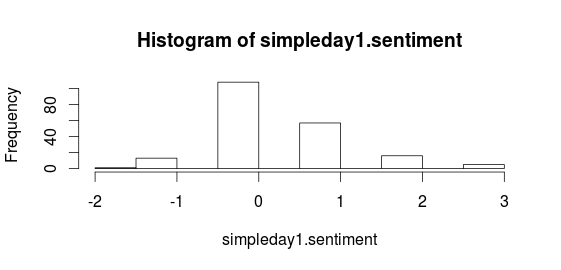 Histogram of simpleday1.sentiment
Frequency
80
40
0
-2 -1 0 1 2 3
simpleday1.sentiment